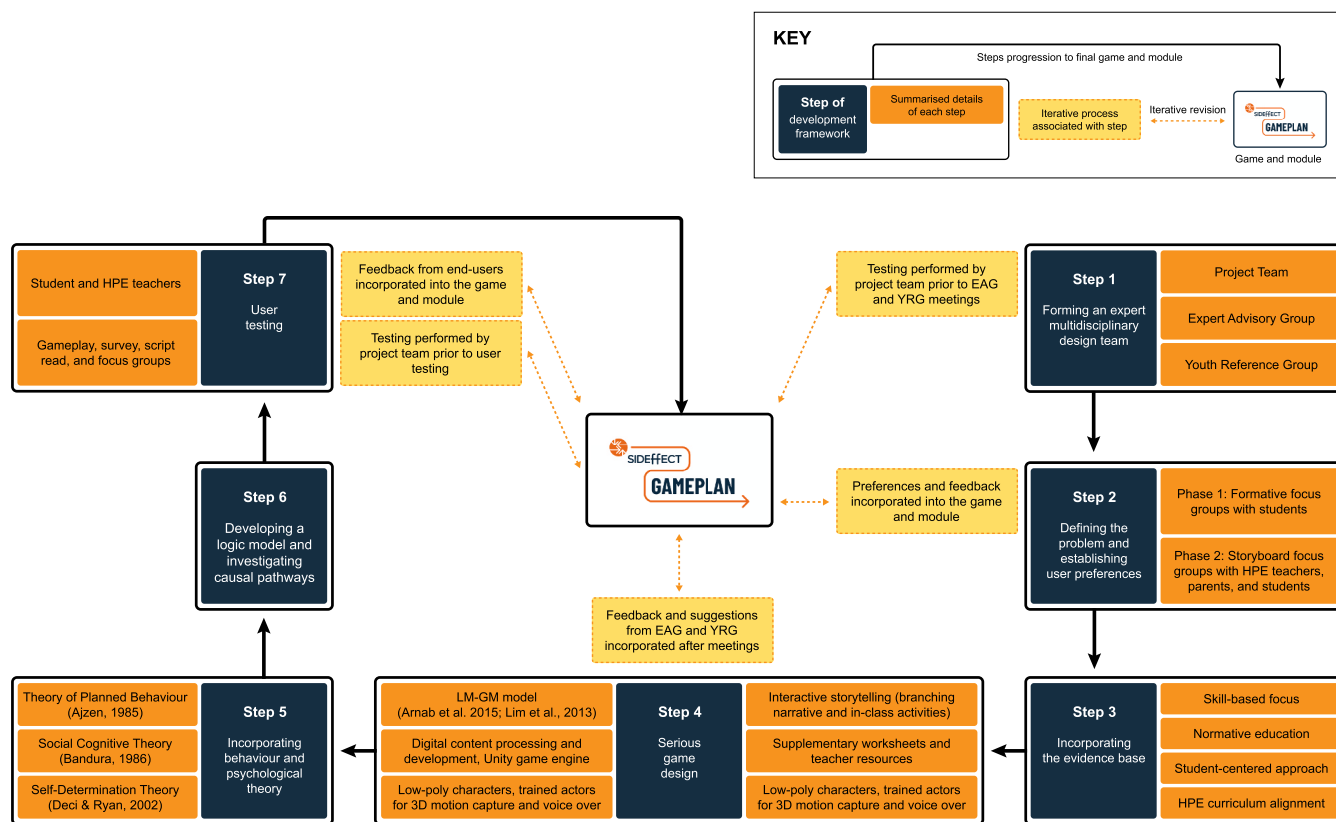 KEY
Steps progression to final game and module
Step of
development
framework
Summarised details
of each step
Iterative process
associated with step
Iterative revision
SIDEffECT
GAMEPLAN
Game and module
Student and HPE teachers
Gameplay, survey, script
read, and focus groups
Step 7
User
testing
Feedback from end-users
incorporated into the game
and module
Testing performed by
project team prior to user
testing
Testing performed by
project team prior to EAG
and YRG meetings
Step 1
Forming an expert
multidisciplinary
design team
Project Team
Expert Advisory Group
Youth Reference Group
SIDEffECT
GAMEPLAN
Step 6
Developing a
logic model and
investigating
causal pathways
Preferences and feedback
incorporated into the game
and module
Step 2
Defining the
problem and
establishing
user preferences
Phase 1: Formative focus
groups with students
Phase 2: Storyboard focus
groups with HPE teachers,
parents, and students
Feedback and suggestions
from EAG and YRG
incorporated after meetings
Theory of Planned Behaviour
(Ajzen, 1985)
Social Cognitive Theory
(Bandura, 1986)
Self-Determination Theory
(Deci & Ryan, 2002)
Step 5
Incorporating
behaviour and
psychological
theory
LM-GM model
(Arnab et al. 2015; Lim et al., 2013)
Digital content processing and
development, Unity game engine
Low-poly characters, trained actors
for 3D motion capture and voice over
Step 4
Serious
game
design
Interactive storytelling (branching
narrative and in-class activities)
Supplementary worksheets and
teacher resources
Low-poly characters, trained actors
for 3D motion capture and voice over
Step 3
Incorporating
the evidence base
Skill-based focus
Normative education
Student-centered approach
HPE curriculum alignment